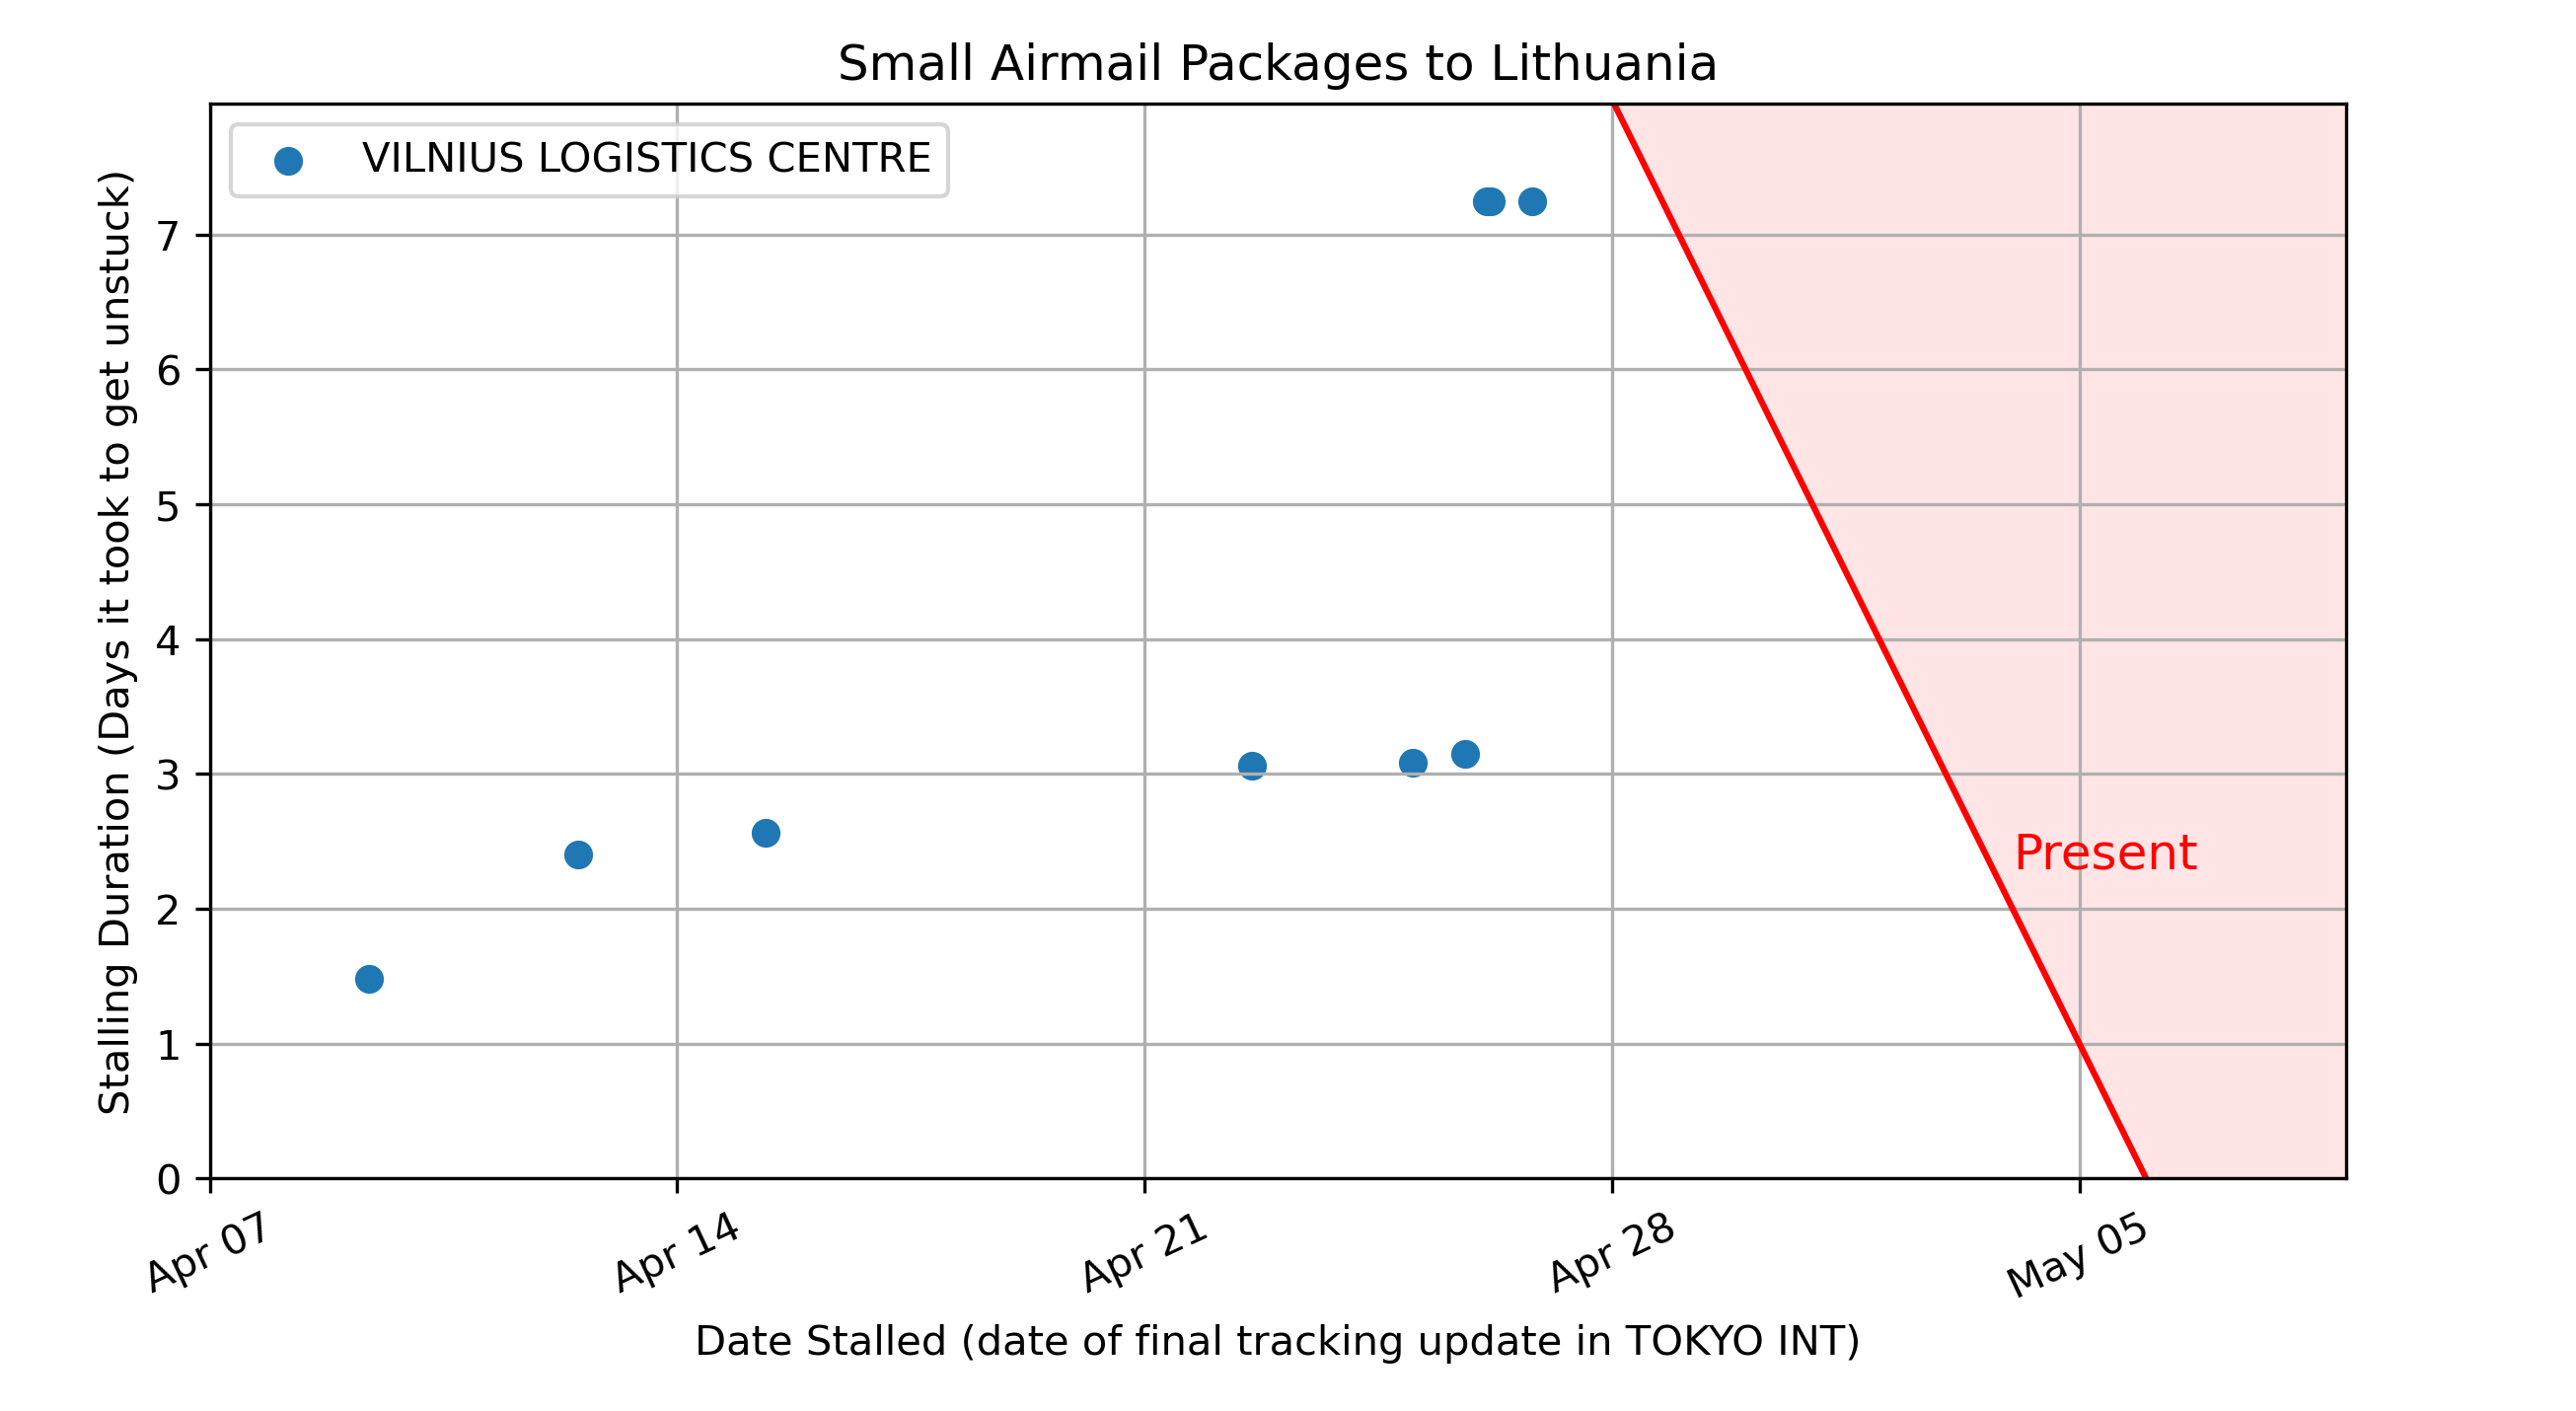 Small Airmail Packages to Lithuania
VILNIUS LOGISTICS CENTRE
Stalling Duration (Days it took to get unstuck)
7
6
5
4
3
2
1
0
Present
Apr 07
Apr 14
Apr 21
Apr 28
May 05
Date Stalled (date of final tracking update in TOKYO INT)